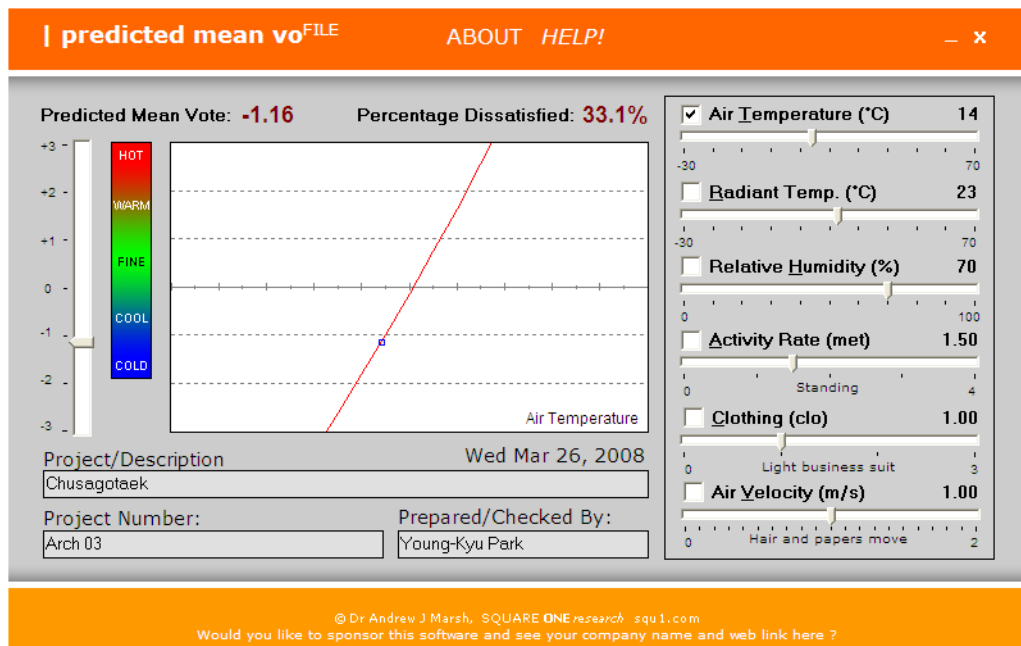 | predicted mean vo FILE ABOUT HELP! _ x
Predicted Mean Vote: -1.16 Percentage Dissatisfied: 33.1%
+3
+2
+1
0
-1
-2
-3
HOT
WARM
FINE
COOL
COLD
Air Temperature
Air Temperature (°C) 14
-30 70
Radiant Temp. (°C) 23
-30 70
Relative Humidity (%) 70
0 100
Activity Rate (met) 1.50
0 Standing 4
Clothing (clo) 1.00
0 Light business suit 3
Air Velocity (m/s) 1.00
0 Hair and papers move 2
Project/Description Wed Mar 26, 2008
Chusagotaek
Project Number: Prepared/Checked By:
Arch 03 Young-Kyu Park
© Dr Andrew J Marsh, SQUARE ONE research squ1.com
Would you like to sponsor this software and see your company name and web link here ?